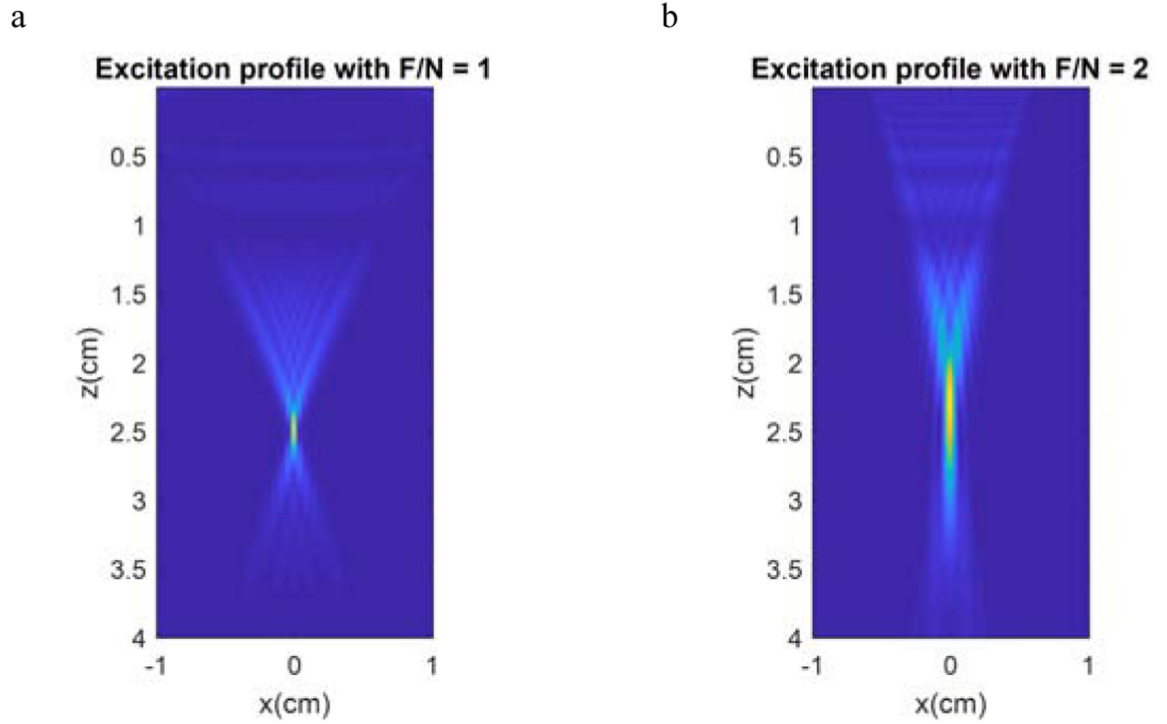 a
b
Excitation profile with F/N = 1
0.5
1
1.5
2
2.5
3
3.5
4
z(cm)
-1
0
1
x(cm)
Excitation profile with F/N = 2
0.5
1
1.5
2
2.5
3
3.5
4
z(cm)
-1
0
1
x(cm)